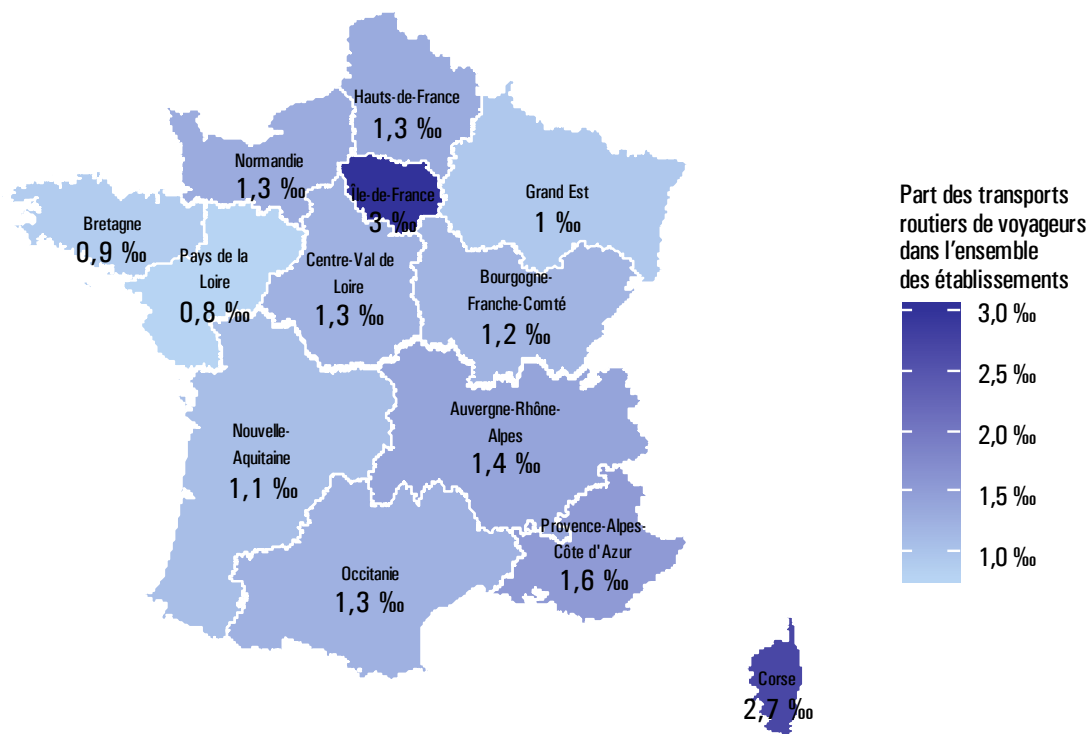 Hauts-de-France
1,3 ‰
Normandie
1,3 ‰
Île-de-France
3 ‰
Grand Est
1 ‰
Bretagne
0,9 ‰
Pays de la
Loire
0,8 ‰
Centre-Val de
Loire
1,3 ‰
Bourgogne-
Franche-Comté
1,2 ‰
Auvergne-Rhône-
Alpes
1,4 ‰
Nouvelle-
Aquitaine
1,1 ‰
Provence-Alpes-
Côte d'Azur
1,6 ‰
Occitanie
1,3 ‰
Corse
2,7 ‰
Part des transports
routiers de voyageurs
dans l’ensemble
des établissements
3,0 ‰
2,5 ‰
2,0 ‰
1,5 ‰
1,0 ‰